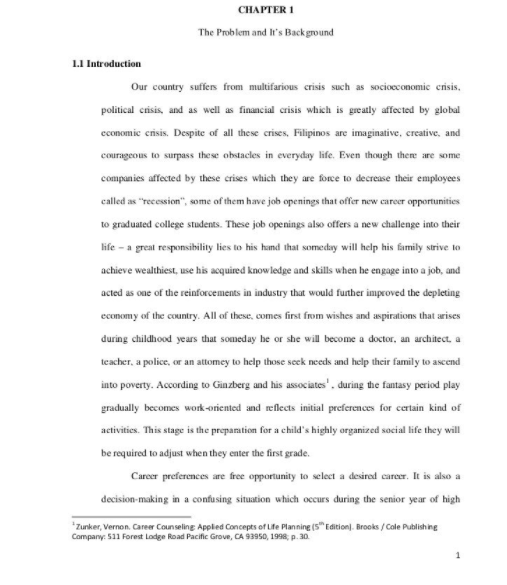 CHAPTER 1
The Problem and It's Background
1.1 Introduction
Our country suffers from multifarious crisis such as socioeconomic crisis,
political crisis, and as well as financial crisis which is greatly affected by global
economic crisis. Despite of all these crises, Filipinos are imaginative, creative, and
courageous to surpass these obstacles in everyday life. Even though there are some
companies affected by these crises which they are force to decrease their employees
called as “recession”, some of them have job openings that offer new career opportunities
to graduated college students. These job openings also offers a new challenge into their
life – a great responsibility lies to his hand that someday will help his family strive to
achieve wealthiest, use his acquired knowledge and skills when he engage into a job, and
acted as one of the reinforcements in industry that would further improved the depleting
economy of the country. All of these, comes first from wishes and aspirations that arises
during childhood years that someday he or she will become a doctor, an architect, a
teacher, a police, or an attorney to help those seek needs and help their family to ascend
into poverty. According to Ginzberg and his associates1 , during the fantasy period play
gradually becomes work-oriented and reflects initial preferences for certain kind of
activities. This stage is the preparation for a child’s highly organized social life they will
be required to adjust when they enter the first grade.
Career preferences are free opportunity to select a desired career. It is also a
decision-making in a confusing situation which occurs during the senior year of high
1 Zunker, Vernon. Career Counseling: Applied Concepts of Life Planning (5th Edition). Brooks / Cole Publishing
Company: 511 Forest Lodge Road Pacific Grove, CA 93950, 1998; p. 30.
1